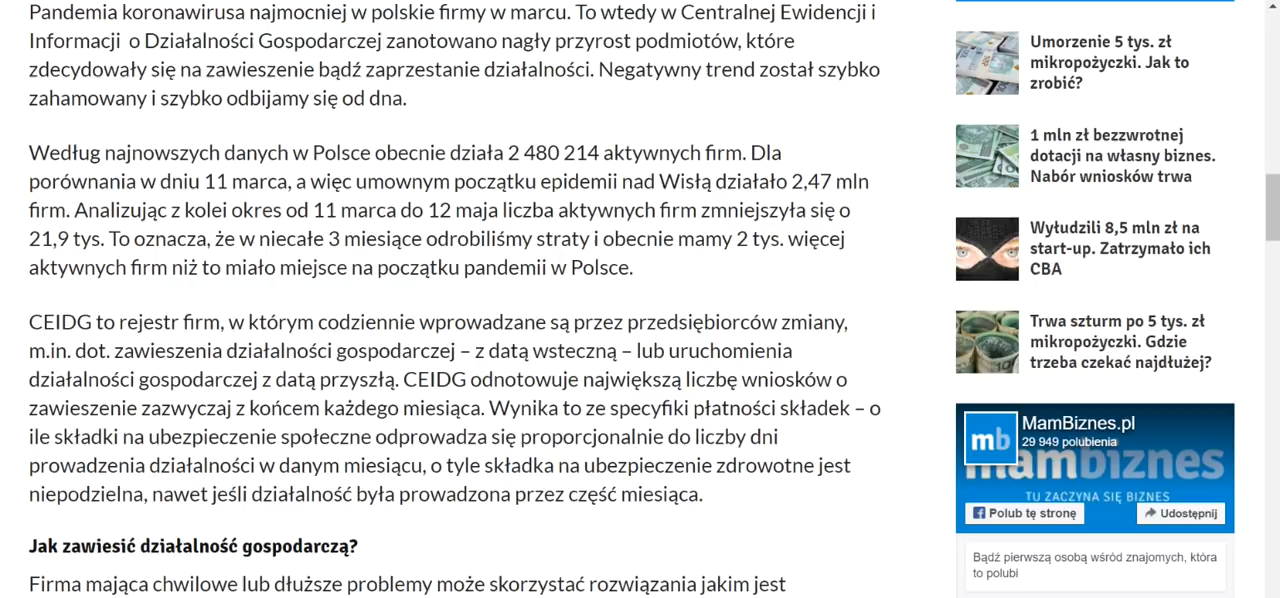 Pandemia koronawirusa najmocniej w polskie firmy w marcu. To wtedy w Centralnej Ewidencji i
Informacji o Działalności Gospodarczej zanotowano nagły przyrost podmiotów, które
zdecydowały się na zawieszenie bądź zaprzestanie działalności. Negatywny trend został szybko
zahamowany i szybko odbijamy się od dna.
Według najnowszych danych w Polsce obecnie działa 2 480 214 aktywnych firm. Dla
porównania w dniu 11 marca, a więc umownym początku epidemii nad Wisłą działało 2,47 mln
firm. Analizując z kolei okres od 11 marca do 12 maja liczba aktywnych firm zmniejszyła się o
21,9 tys. To oznacza, że w niecałe 3 miesiące odrobiliśmy straty i obecnie mamy 2 tys. więcej
aktywnych firm niż to miało miejsce na początku pandemii w Polsce.
CEIDG to rejestr firm, w którym codziennie wprowadzane są przez przedsiębiorców zmiany,
m.in. dot. zawieszenia działalności gospodarczej – z datą wsteczną – lub uruchomienia
działalności gospodarczej z datą przyszłą. CEIDG odnotowuje największą liczbę wniosków o
zawieszenie zazwyczaj z końcem każdego miesiąca. Wynika to ze specyfiki płatności składek – o
ile składki na ubezpieczenie społeczne odprowadza się proporcjonalnie do liczby dni
prowadzenia działalności w danym miesiącu, o tyle składka na ubezpieczenie zdrowotne jest
niepodzielna, nawet jeśli działalność była prowadzona przez część miesiąca.
Jak zawiesić działalność gospodarczą?
Firma mająca chwilowe lub dłuższe problemy może skorzystać rozwiązania jakim jest
Umorzenie 5 tys. zł
mikropożyczki. Jak to
zrobić?
1 mln zł bezzwrotnej
dotacji na własny biznes.
Nabór wniosków trwa
Wyłudzili 8,5 mln zł na
start-up. Zatrzymało ich
CBA
Trwa szturm po 5 tys. zł
mikropożyczki. Gdzie
trzeba czekać najdłużej?
mb
MamBiznes.pl
29 949 polubienia
mambiznes
TU ZACZYNA SIĘ BIZNES
Polub tę stronę
Udostępnij
Bądź pierwszą osobą wśród znajomych, która
to polubi